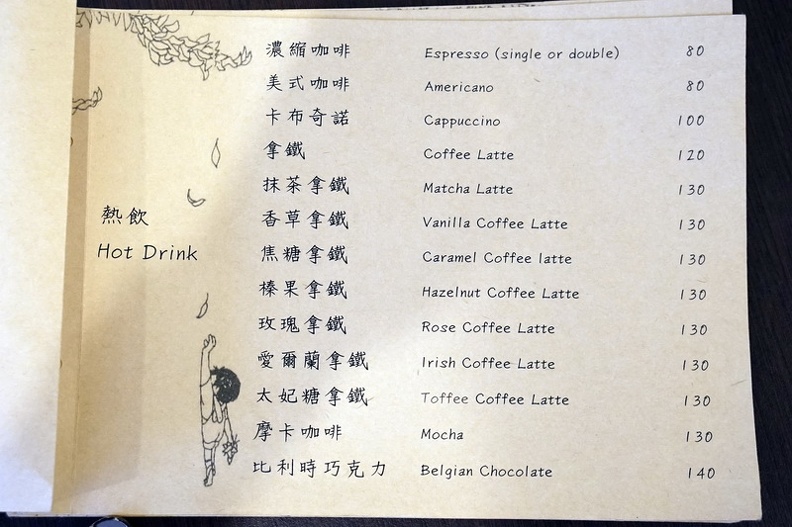 熱飲
Hot Drink
濃縮咖啡 Espresso (single or double) 80
美式咖啡 Americano 80
卡布奇諾 Cappuccino 100
拿鐵 Coffee Latte 120
抹茶拿鐵 Matcha Latte 130
香草拿鐵 Vanilla Coffee Latte 130
焦糖拿鐵 Caramel Coffee latte 130
榛果拿鐵 Hazelnut Coffee Latte 130
玫瑰拿鐵 Rose Coffee Latte 130
愛爾蘭拿鐵 Irish Coffee Latte 130
太妃糖拿鐵 Toffee Coffee Latte 130
摩卡咖啡 Mocha 130
比利時巧克力 Belgian Chocolate 140